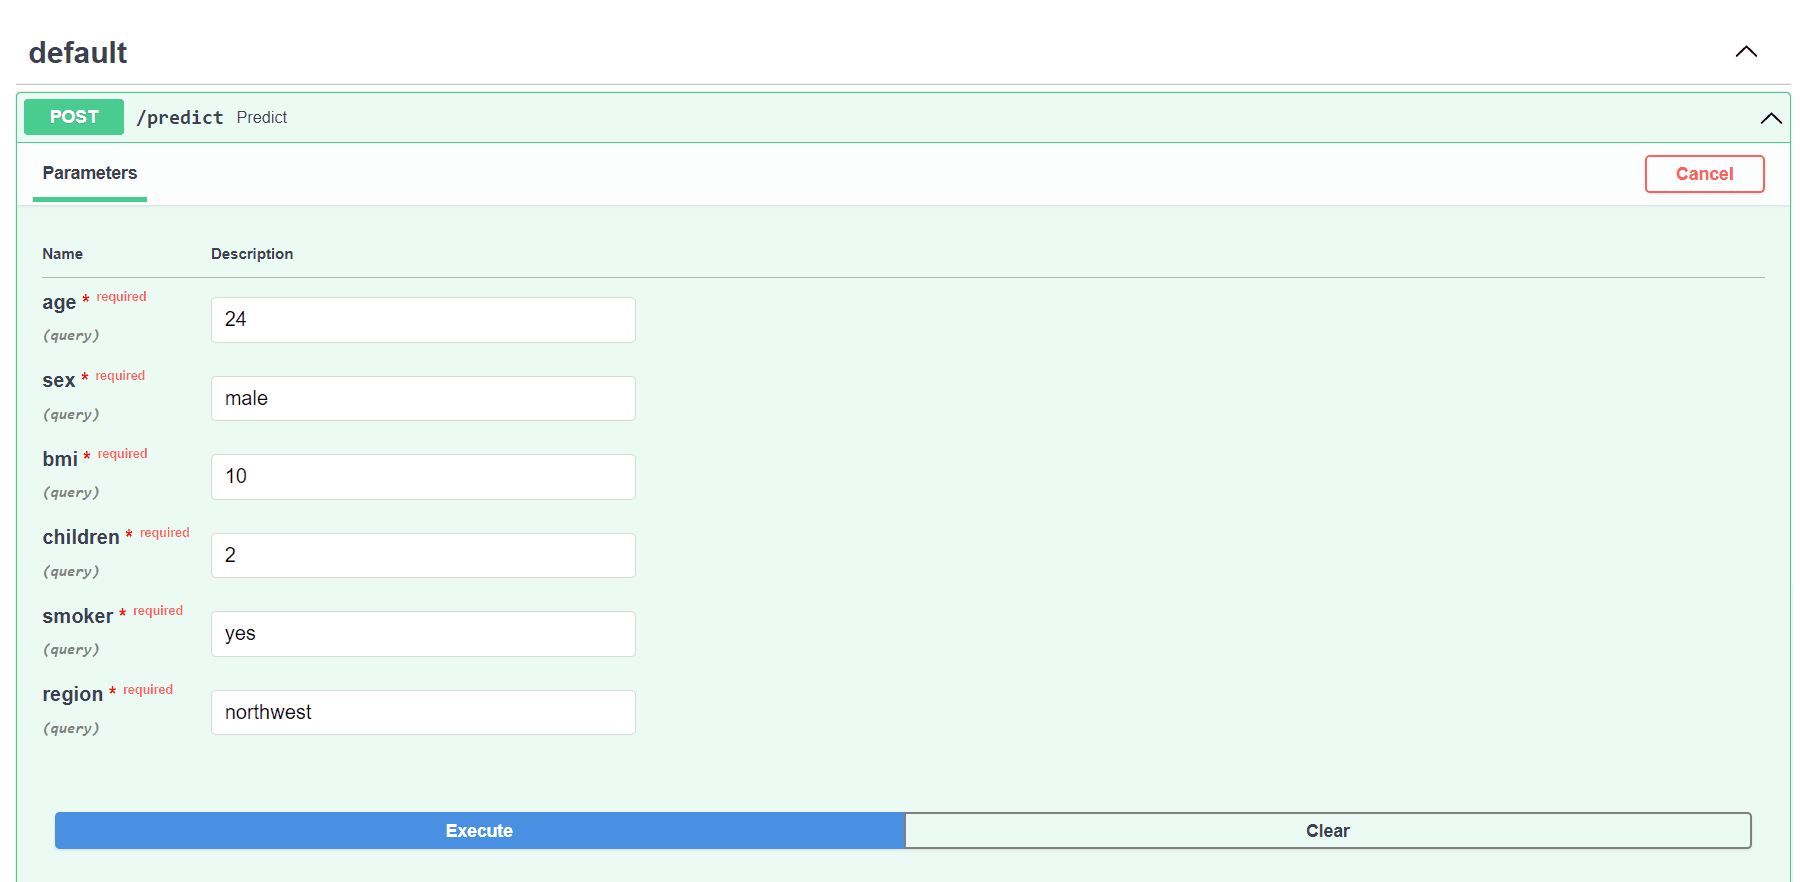 default
POST /predict Predict
Parameters
Cancel
Name Description
age * required
(query)
24
sex * required
(query)
male
bmi * required
(query)
10
children * required
(query)
2
smoker * required
(query)
yes
region * required
(query)
northwest
Execute Clear